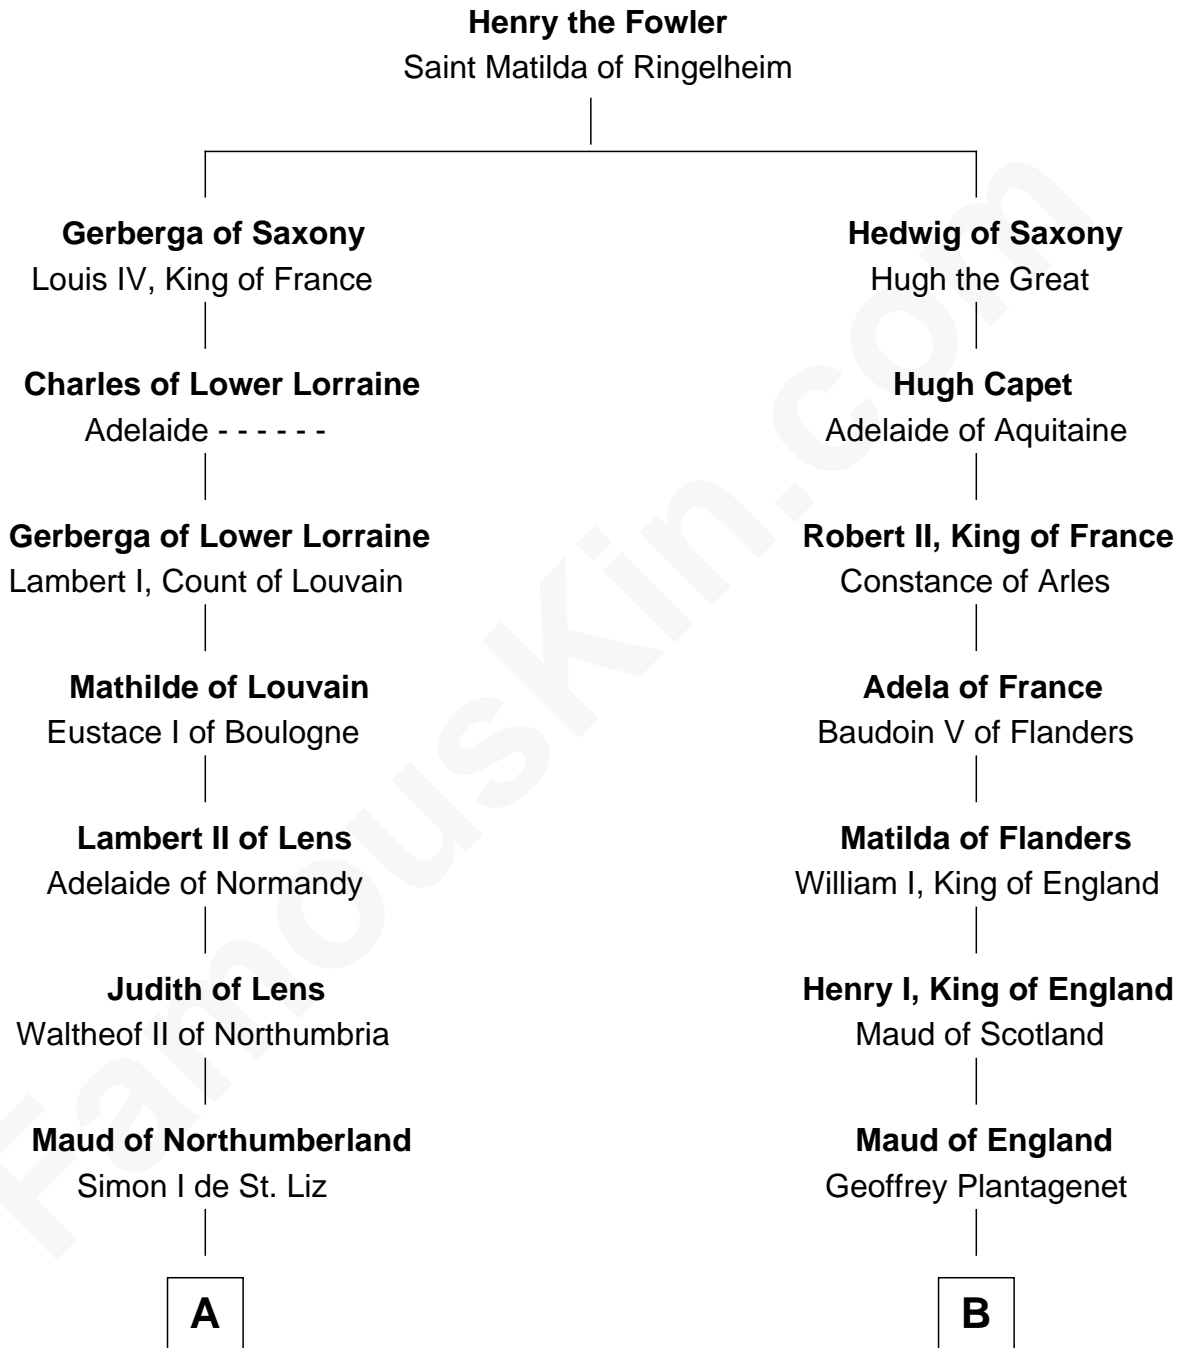 Henry the Fowler
Saint Matilda of Ringelheim
Gerberga of Saxony
Louis IV, King of France
Hedwig of Saxony
Hugh the Great
Charles of Lower Lorraine
Adelaide - - - - - -
Hugh Capet
Adelaide of Aquitaine
Gerberga of Lower Lorraine
Lambert I, Count of Louvain
Robert II, King of France
Constance of Arles
Mathilde of Louvain
Eustace I of Boulogne
Adela of France
Baudoin V of Flanders
Lambert II of Lens
Adelaide of Normandy
Matilda of Flanders
William I, King of England
Judith of Lens
Waltheof II of Northumbria
Henry I, King of England
Maud of Scotland
Maud of Northumberland
Simon I de St. Liz
Maud of England
Geoffrey Plantagenet
A
B
FamousKin.com